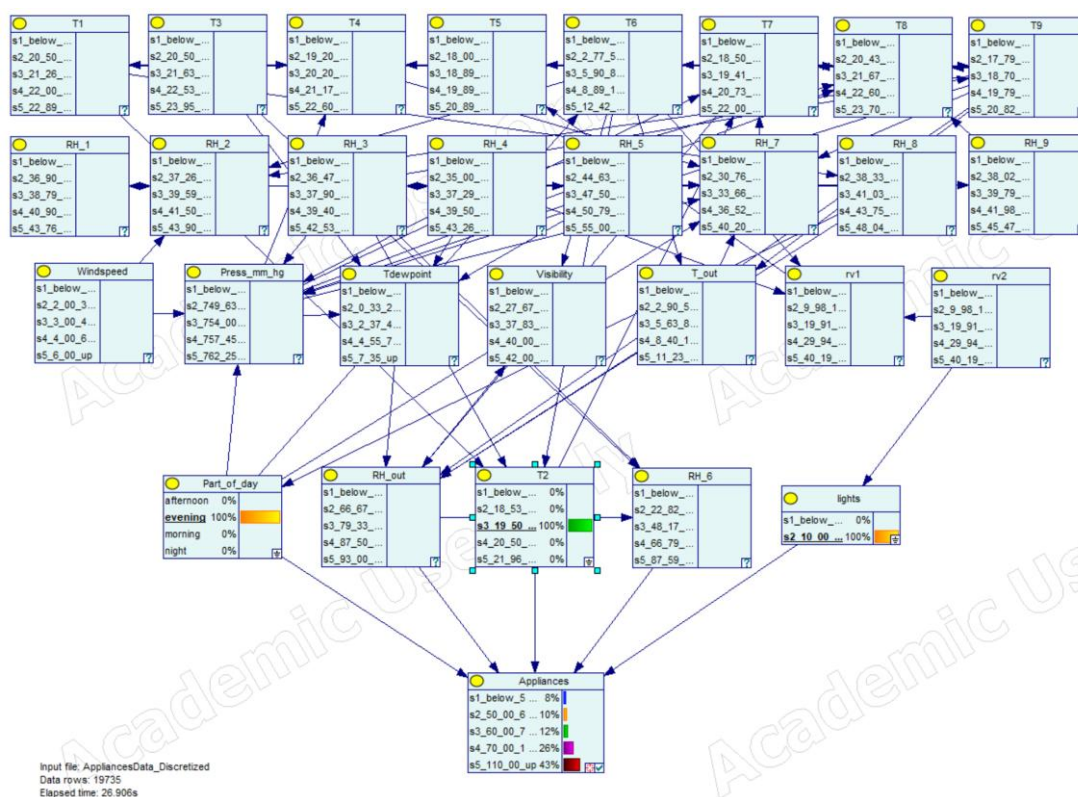 T1
s1_below_...
s2_20_50_...
s3_21_26_...
s4_22_00_...
s5_22_89_...
T3
s1_below_...
s2_20_50_...
s3_21_63_...
s4_22_53_...
s5_23_95_...
T4
s1_below_...
s2_19_20_...
s3_20_20_...
s4_21_17_...
s5_22_60_...
T5
s1_below_...
s2_18_00_...
s3_18_89_...
s4_19_89_...
s5_20_89_...
T6
s1_below_...
s2_2_77_5...
s3_5_90_8...
s4_8_89_1...
s5_12_42_...
T7
s1_below_...
s2_18_50_...
s3_19_41_...
s4_20_73_...
s5_22_00_...
T8
s1_below_...
s2_20_43_...
s3_21_67_...
s4_22_60_...
s5_23_70_...
T9
s1_below_...
s2_17_79_...
s3_18_70_...
s4_19_79_...
s5_20_82_...
RH_1
s1_below_...
s2_36_90_...
s3_38_79_...
s4_40_90_...
s5_43_76_...
RH_2
s1_below_...
s2_37_26_...
s3_39_59_...
s4_41_50_...
s5_43_90_...
RH_3
s1_below_...
s2_36_47_...
s3_37_90_...
s4_39_40_...
s5_42_53_...
RH_4
s1_below_...
s2_35_00_...
s3_37_29_...
s4_39_50_...
s5_43_26_...
RH_5
s1_below_...
s2_44_63_...
s3_47_50_...
s4_50_79_...
s5_55_00_...
RH_7
s1_below_...
s2_30_76_...
s3_33_66_...
s4_36_52_...
s5_40_20_...
RH_8
s1_below_...
s2_38_33_...
s3_41_03_...
s4_43_75_...
s5_48_04_...
RH_9
s1_below_...
s2_38_02_...
s3_39_79_...
s4_41_98_...
s5_45_47_...
Windspeed
s1_below_...
s2_2_00_3...
s3_3_00_4...
s4_4_00_6...
s5_6_00_up
Press_mm_hg
s1_below_...
s2_749_63...
s3_754_00...
s4_757_45...
s5_762_25...
Tdewpoint
s1_below_...
s2_0_33_2...
s3_2_37_4...
s4_4_55_7...
s5_7_35_up
Visibility
s1_below_...
s2_27_67_...
s3_37_83_...
s4_40_00_...
s5_42_00_...
T_out
s1_below_...
s2_2_90_5...
s3_5_63_8...
s4_8_40_1...
s5_11_23_...
rv1
s1_below_...
s2_9_98_1...
s3_19_91_...
s4_29_94_...
s5_40_19_...
rv2
s1_below_...
s2_9_98_1...
s3_19_91_...
s4_29_94_...
s5_40_19_...
Part_of_day
afternoon 0%
evening 100%
morning 0%
night 0%
RH_out
s1_below_...
s2_66_67_...
s3_79_33_...
s4_87_50_...
s5_93_00_...
T2
s1_below_... 0%
s2_18_53_... 0%
s3_19_50_... 100%
s4_20_50_... 0%
s5_21_96_... 0%
RH_6
s1_below_...
s2_22_82_...
s3_48_17_...
s4_66_79_...
s5_87_59_...
lights
s1_below_... 0%
s2_10_00_... 100%
Appliances
s1_below_5 ... 8%
s2_50_00_6 ... 10%
s3_60_00_7 ... 12%
s4_70_00_1 ... 26%
s5_110_00_up 43%
Input file: AppliancesData_Discretized
Data rows: 19735
Elapsed time: 26.906s